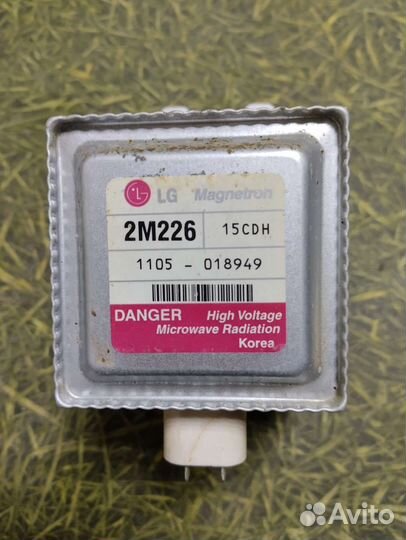 LG Magnetron
2M226 15CDH
1105 - 018949
DANGER High Voltage
Microwave Radiation
Korea
Avito